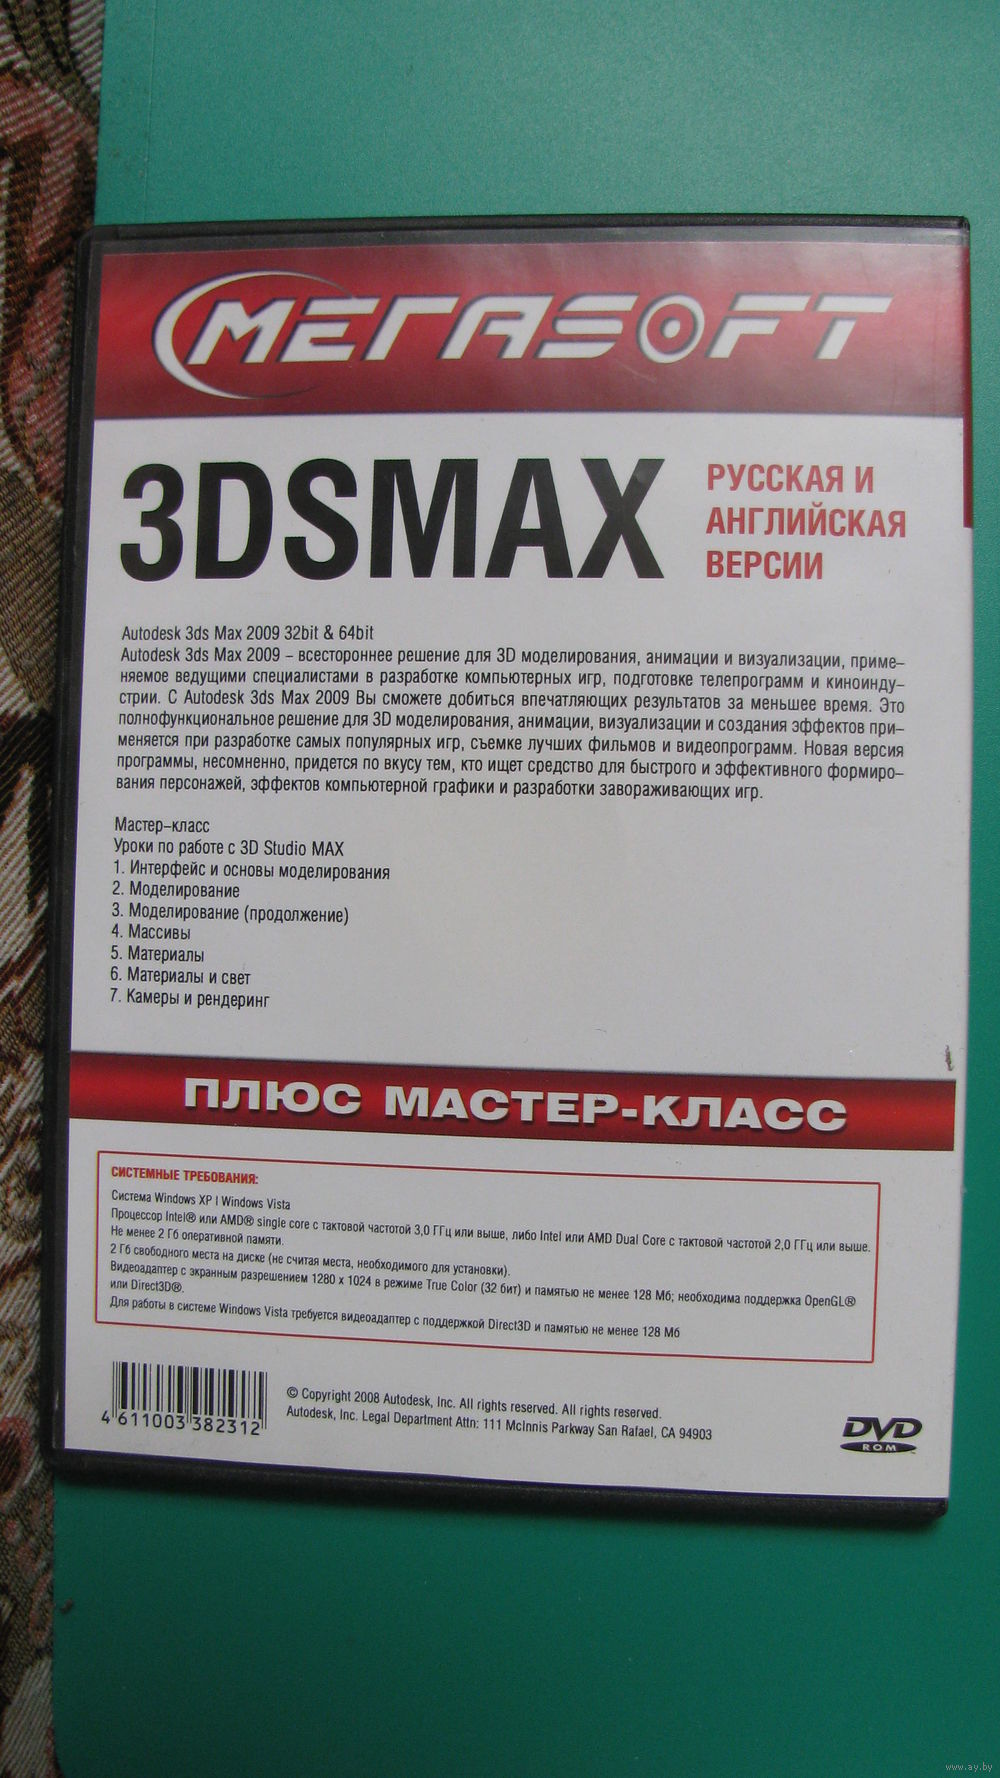 МЕГАSOFT
3DSMAX
РУССКАЯ И
АНГЛИЙСКАЯ
ВЕРСИИ
Autodesk 3ds Max 2009 32bit & 64bit
Autodesk 3ds Max 2009 – всестороннее решение для 3D моделирования, анимации и визуализации, приме–
няемое ведущими специалистами в разработке компьютерных игр, подготовке телепрограмм и киноинду–
стрии. С Autodesk 3ds Max 2009 Вы сможете добиться впечатляющих результатов за меньшее время. Это
полнофункциональное решение для 3D моделирования, анимации, визуализации и создания эффектов при–
меняется при разработке самых популярных игр, съемке лучших фильмов и видеопрограмм. Новая версия
программы, несомненно, придется по вкусу тем, кто ищет средство для быстрого и эффективного формиро–
вания персонажей, эффектов компьютерной графики и разработки завораживающих игр.
Мастер–класс
Уроки по работе с 3D Studio MAX
1. Интерфейс и основы моделирования
2. Моделирование
3. Моделирование (продолжение)
4. Массивы
5. Материалы
6. Материалы и свет
7. Камеры и рендеринг
ПЛЮС МАСТЕР-КЛАСС
СИСТЕМНЫЕ ТРЕБОВАНИЯ:
Система Windows XP I Windows Vista
Процессор Intel® или AMD® single core с тактовой частотой 3,0 ГГц или выше, либо Intel или AMD Dual Core с тактовой частотой 2,0 ГГц или выше.
Не менее 2 Гб оперативной памяти.
2 Гб свободного места на диске (не считая места, необходимого для установки).
Видеоадаптер с экранным разрешением 1280 x 1024 в режиме True Color (32 бит) и памятью не менее 128 Мб; необходима поддержка OpenGL®
или Direct3D®.
Для работы в системе Windows Vista требуется видеоадаптер с поддержкой Direct3D и памятью не менее 128 Мб
4 611003 382312
© Copyright 2008 Autodesk, Inc. All rights reserved. All rights reserved.
Autodesk, Inc. Legal Department Attn: 111 McInnis Parkway San Rafael, CA 94903
DVD
ROM
www.ay.by